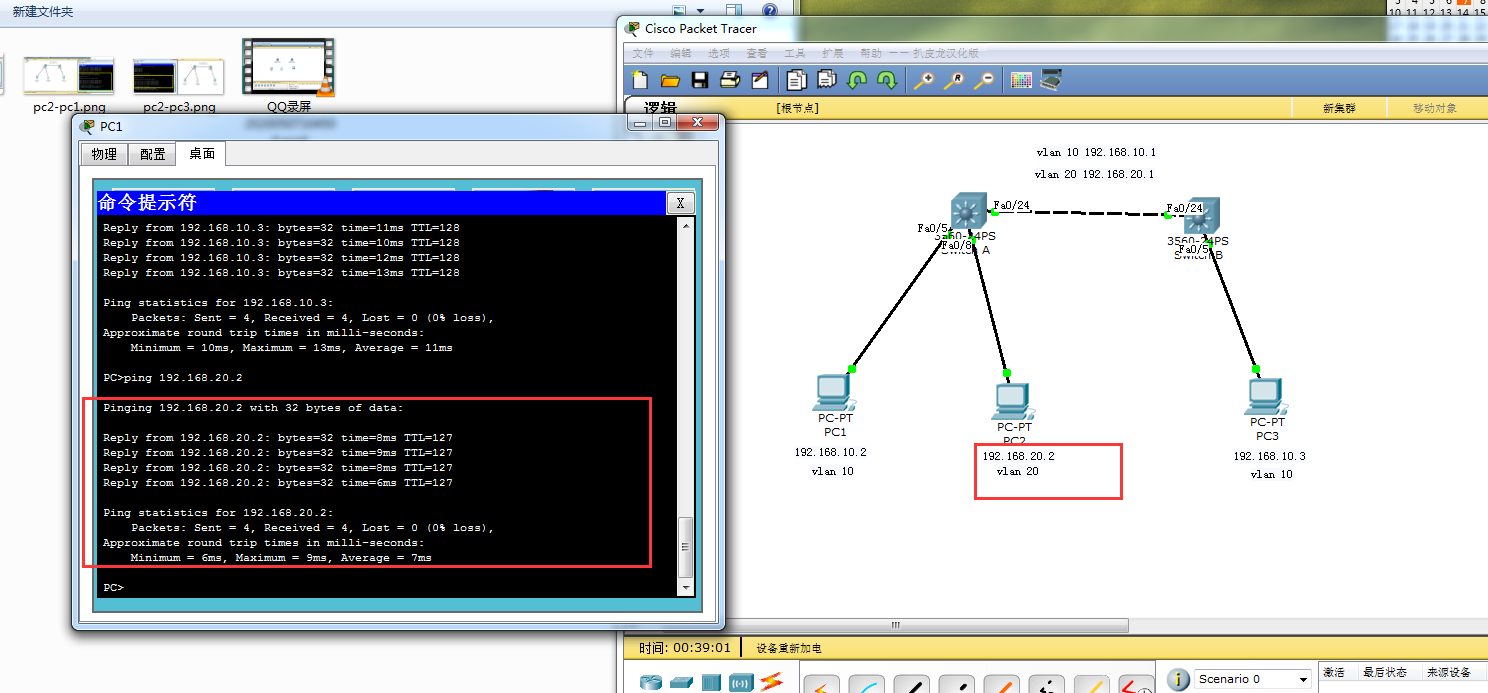 新建文件夹
10 11 12 13 14 15
pc2-pc1.png
pc2-pc3.png
QQ录屏
PC1
物理
配置
桌面
命令提示符
X
Reply from 192.168.10.3: bytes=32 time=11ms TTL=128
Reply from 192.168.10.3: bytes=32 time=10ms TTL=128
Reply from 192.168.10.3: bytes=32 time=12ms TTL=128
Reply from 192.168.10.3: bytes=32 time=13ms TTL=128
Ping statistics for 192.168.10.3:
Packets: Sent = 4, Received = 4, Lost = 0 (0% loss),
Approximate round trip times in milli-seconds:
Minimum = 10ms, Maximum = 13ms, Average = 11ms
PC>ping 192.168.20.2
Pinging 192.168.20.2 with 32 bytes of data:
Reply from 192.168.20.2: bytes=32 time=8ms TTL=127
Reply from 192.168.20.2: bytes=32 time=9ms TTL=127
Reply from 192.168.20.2: bytes=32 time=8ms TTL=127
Reply from 192.168.20.2: bytes=32 time=6ms TTL=127
Ping statistics for 192.168.20.2:
Packets: Sent = 4, Received = 4, Lost = 0 (0% loss),
Approximate round trip times in milli-seconds:
Minimum = 6ms, Maximum = 9ms, Average = 7ms
PC>
Cisco Packet Tracer
文件 编辑 选项 查看 工具 扩展 帮助 —— 扒皮龙汉化版
逻辑
[根节点]
新集群
移动对象
vlan 10 192.168.10.1
vlan 20 192.168.20.1
Fa0/24
Fa0/24
Fa0/5
3560-24PS
Fa0/8
Switch A
3560-24PS
Fa0/5
Switch B
PC-PT
PC1
192.168.10.2
vlan 10
PC-PT
PC2
192.168.20.2
vlan 20
PC-PT
PC3
192.168.10.3
vlan 10
时间: 00:39:01
设备重新加电
Scenario 0
激活
最后状态
来源设备